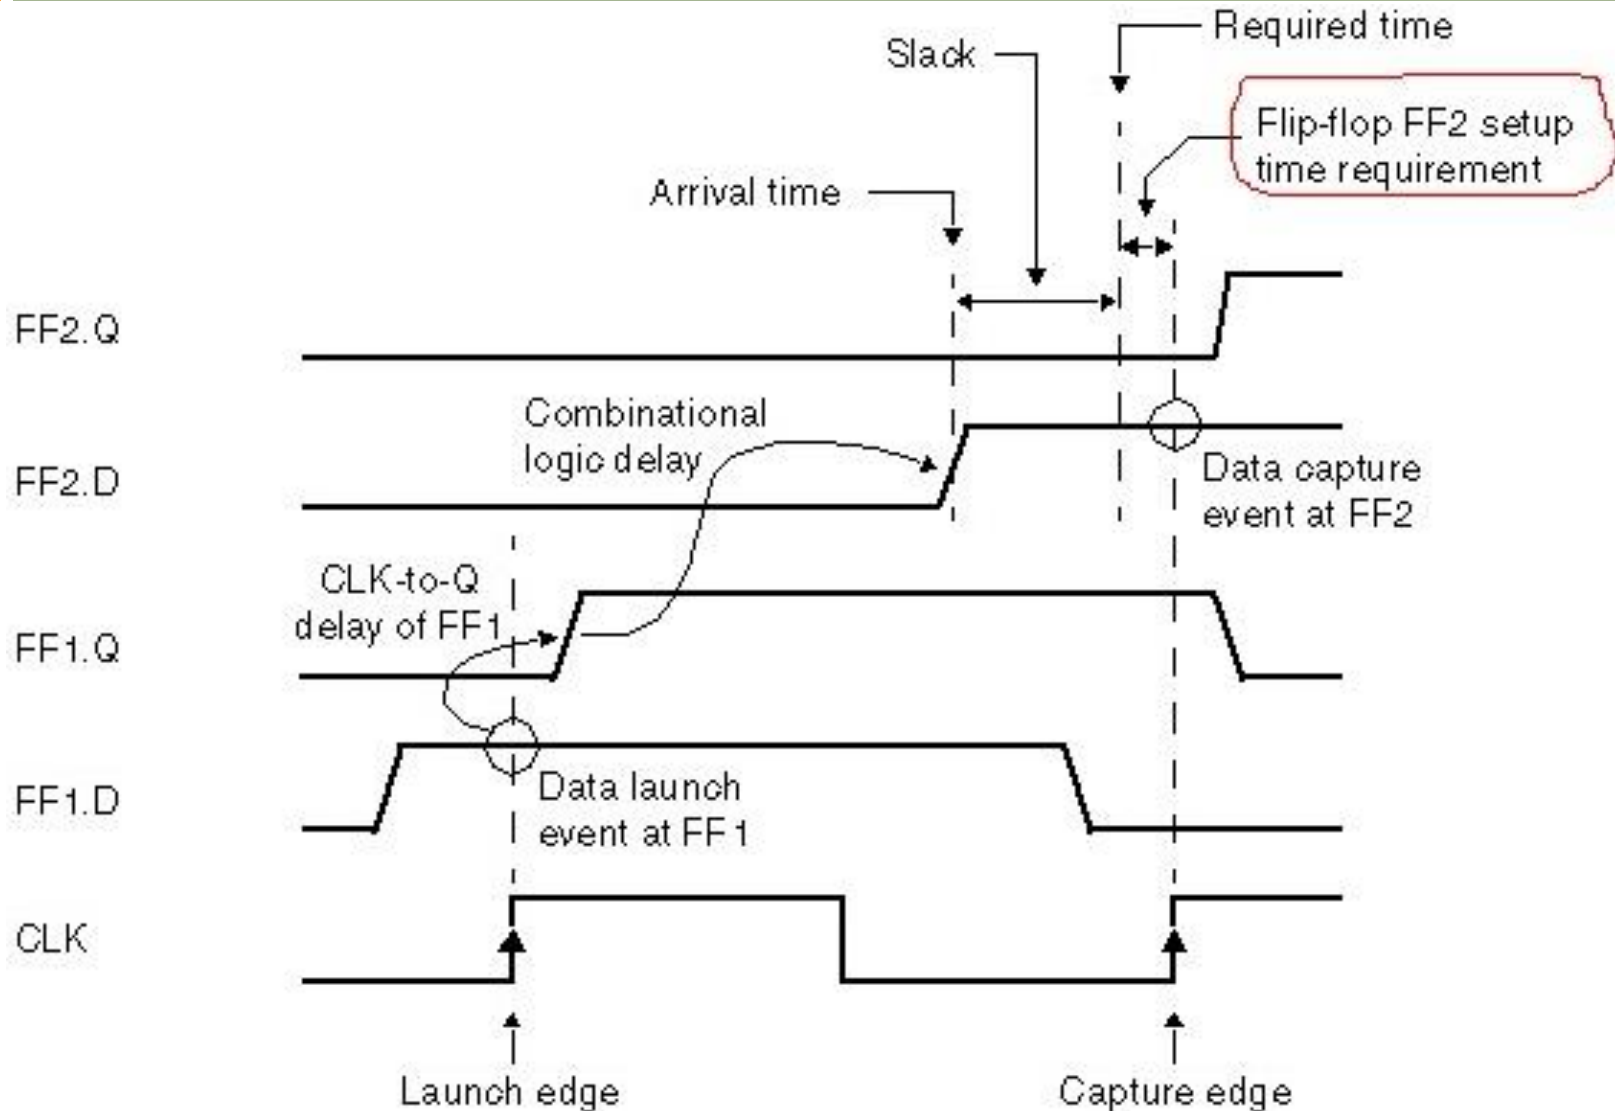 Required time
Slack
Flip-flop FF2 setup
time requirement
Arrival time
FF2.Q
Combinational
logic delay
FF2.D
Data capture
event at FF2
CLK-to-Q
delay of FF1
FF1.Q
FF1.D
Data launch
event at FF1
CLK
Launch edge
Capture edge